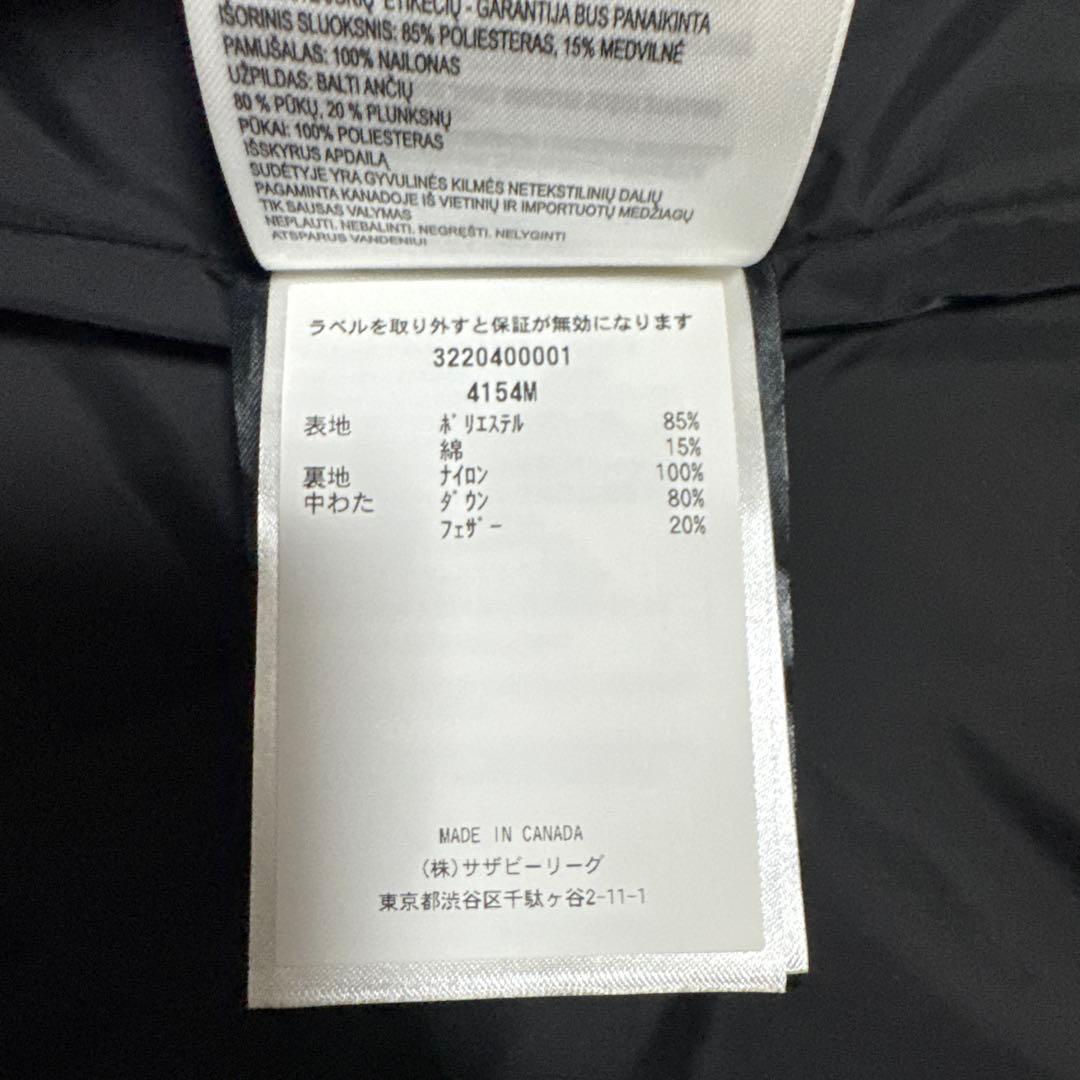 ETIKEČIŲ - GARANTIJA BUS PANAIKINTA
IŠORINIS SLUOKSNIS: 85% POLIESTERAS, 15% MEDVILNĖ
PAMUŠALAS: 100% NAILONAS
UŽPILDAS: BALTI ANČIŲ
80 % PŪKŲ, 20 % PLUNKSNŲ
PŪKAI: 100% POLIESTERAS
IŠSKYRUS APDAILĄ
SUDĖTYJE YRA GYVULINĖS KILMĖS NETEKSTILINIŲ DALIŲ
PAGAMINTA KANADOJE IŠ VIETINIŲ IR IMPORTUOTŲ MEDŽIAGŲ
TIK SAUSAS VALYMAS
NEPLAUTI. NEBALINTI. NEGRĘŠTI. NELYGINTI
ATSPARUS VANDENIUI
ラベルを取り外すと保証が無効になります
3220400001
4154M
表地 ﾎﾟﾘｴｽﾃﾙ 85%
綿 15%
裏地 ﾅｲﾛﾝ 100%
中わた ﾀﾞｳﾝ 80%
ﾌｪｻﾞｰ 20%
MADE IN CANADA
(株)サザビーリーグ
東京都渋谷区千駄ヶ谷2-11-1